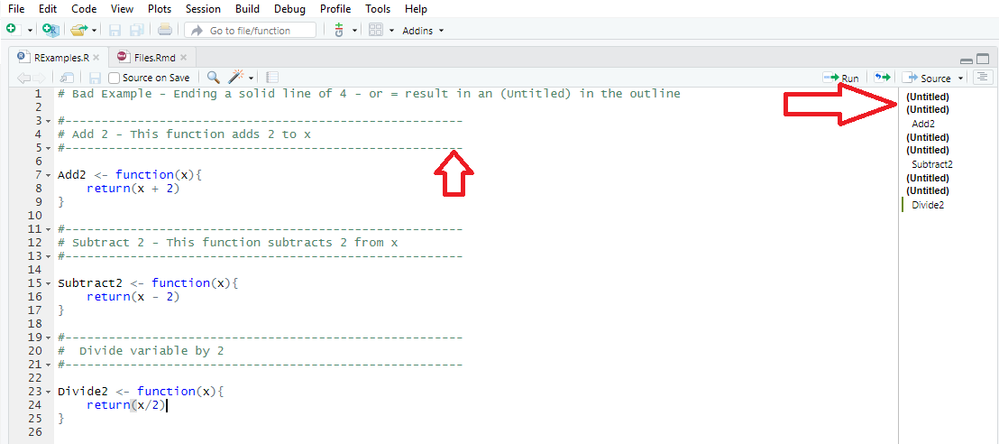 File Edit Code View Plots Session Build Debug Profile Tools Help
Go to file/function Addins
RExamples.R Files.Rmd
Source on Save Run Source
1 # Bad Example - Ending a solid line of 4 - or = result in an (Untitled) in the outline
2
3 #-------------------------------------------------------
4 # Add 2 - This function adds 2 to x
5 #-------------------------------------------------------
6
7 Add2 <- function(x){
8     return(x + 2)
9 }
10
11 #-------------------------------------------------------
12 # Subtract 2 - This function subtracts 2 from x
13 #-------------------------------------------------------
14
15 Subtract2 <- function(x){
16     return(x - 2)
17 }
18
19 #-------------------------------------------------------
20 #  Divide variable by 2
21 #-------------------------------------------------------
22
23 Divide2 <- function(x){
24     return(x/2)
25 }
26
(Untitled)
(Untitled)
Add2
(Untitled)
(Untitled)
Subtract2
(Untitled)
(Untitled)
Divide2